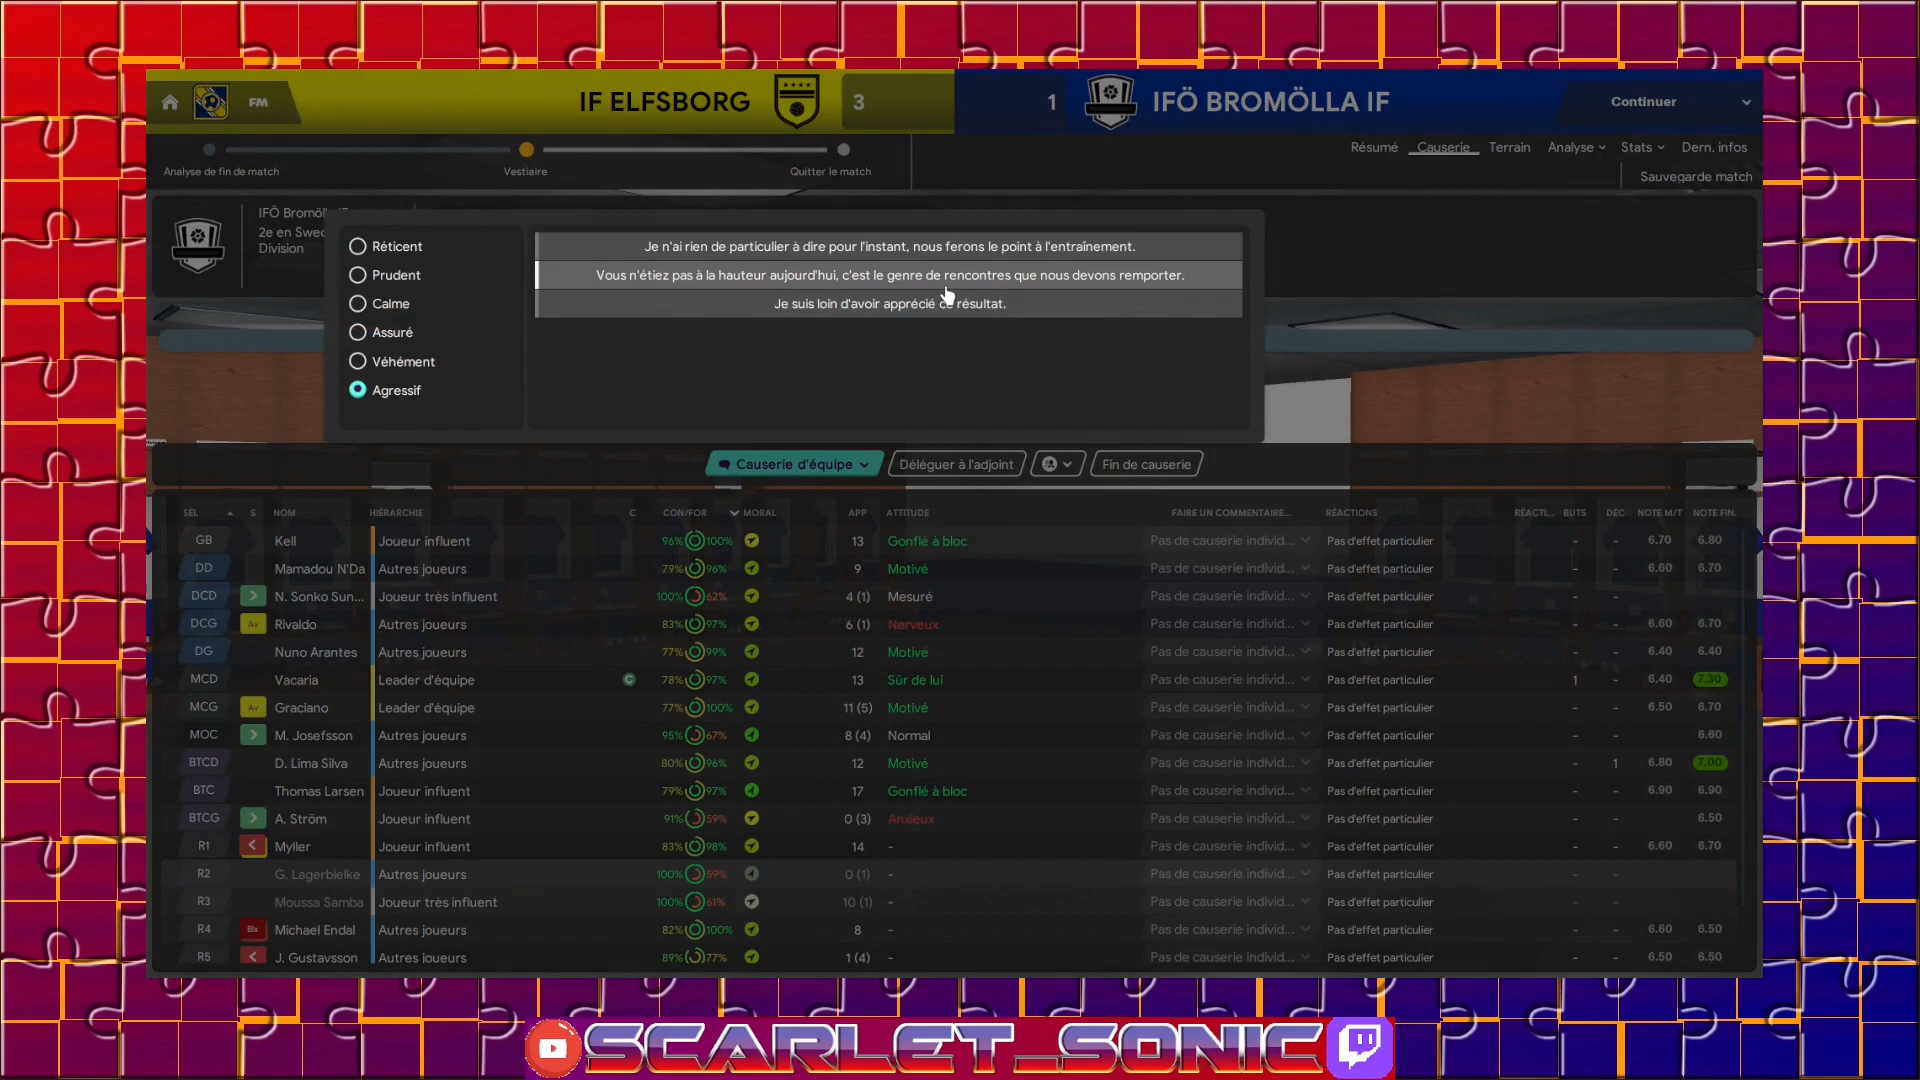 FM
IF ELFSBORG
3
1
IFÖ BROMÖLLA IF
Continuer
Analyse de fin de match
Vestiaire
Quitter le match
Résumé
Causerie
Terrain
Analyse
Stats
Dern. infos
Sauvegarde match
2e en
Division
Réticent
Prudent
Calme
Assuré
Véhément
Agressif
Je n'ai rien de particulier à dire pour l'instant, nous ferons le point à l'entraînement.
Vous n'étiez pas à la hauteur aujourd'hui, c'est le genre de rencontres que nous devons remporter.
Je suis loin d'avoir apprécié ce résultat.
Causerie d'équipe
Déléguer à l'adjoint
Fin de causerie
SÉL S NOM HIÉRARCHIE C CON/FOR MORAL APP ATTITUDE FAIRE UN COMMENTAIRE... RÉACTIONS RÉACTI... BUTS DÉC NOTE M/T NOTE FIN.
GB Kell Joueur influent 96% 100% 13 Gonflé à bloc Pas de causerie individ... Pas d'effet particulier - - 6.70 6.80
DD Mamadou N'Da Autres joueurs 79% 96% 9 Motivé Pas de causerie individ... Pas d'effet particulier - - 6.60 6.70
DCD N. Sonko Sun... Joueur très influent 100% 62% 4 (1) Mesuré Pas de causerie individ... Pas d'effet particulier - -
DCG Av Rivaldo Autres joueurs 83% 97% 6 (1) Nerveux Pas de causerie individ... Pas d'effet particulier - - 6.60 6.70
DG Nuno Arantes Autres joueurs 77% 99% 12 Motivé Pas de causerie individ... Pas d'effet particulier - - 6.40 6.40
MCD Vacaria Leader d'équipe C 78% 97% 13 Sûr de lui Pas de causerie individ... Pas d'effet particulier 1 - 6.40 7.30
MCG Av Graciano Leader d'équipe 77% 100% 11 (5) Motivé Pas de causerie individ... Pas d'effet particulier - - 6.50 6.70
MOC M. Josefsson Autres joueurs 95% 67% 8 (4) Normal Pas de causerie individ... Pas d'effet particulier - - 6.60
BTCD D. Lima Silva Autres joueurs 80% 96% 12 Motivé Pas de causerie individ... Pas d'effet particulier - 1 6.80 7.00
BTC Thomas Larsen Joueur influent 79% 97% 17 Gonflé à bloc Pas de causerie individ... Pas d'effet particulier - - 6.90 6.90
BTCG A. Ström Joueur influent 91% 59% 0 (3) Anxieux Pas de causerie individ... Pas d'effet particulier - - 6.50
R1 Myller Joueur influent 83% 98% 14 - Pas de causerie individ... Pas d'effet particulier - - 6.60 6.70
R2 G. Lagerbielke Autres joueurs 100% 59% 0 (1) - Pas de causerie individ... Pas d'effet particulier - -
R3 Moussa Samba Joueur très influent 100% 61% 10 (1) - Pas de causerie individ... Pas d'effet particulier - -
R4 Bls Michael Endal Autres joueurs 82% 100% 8 - Pas de causerie individ... Pas d'effet particulier - - 6.60 6.50
R5 J. Gustavsson Autres joueurs 89% 77% 1 (4) - Pas de causerie individ... Pas d'effet particulier - - 6.50 6.50
SCARLET_SONIC